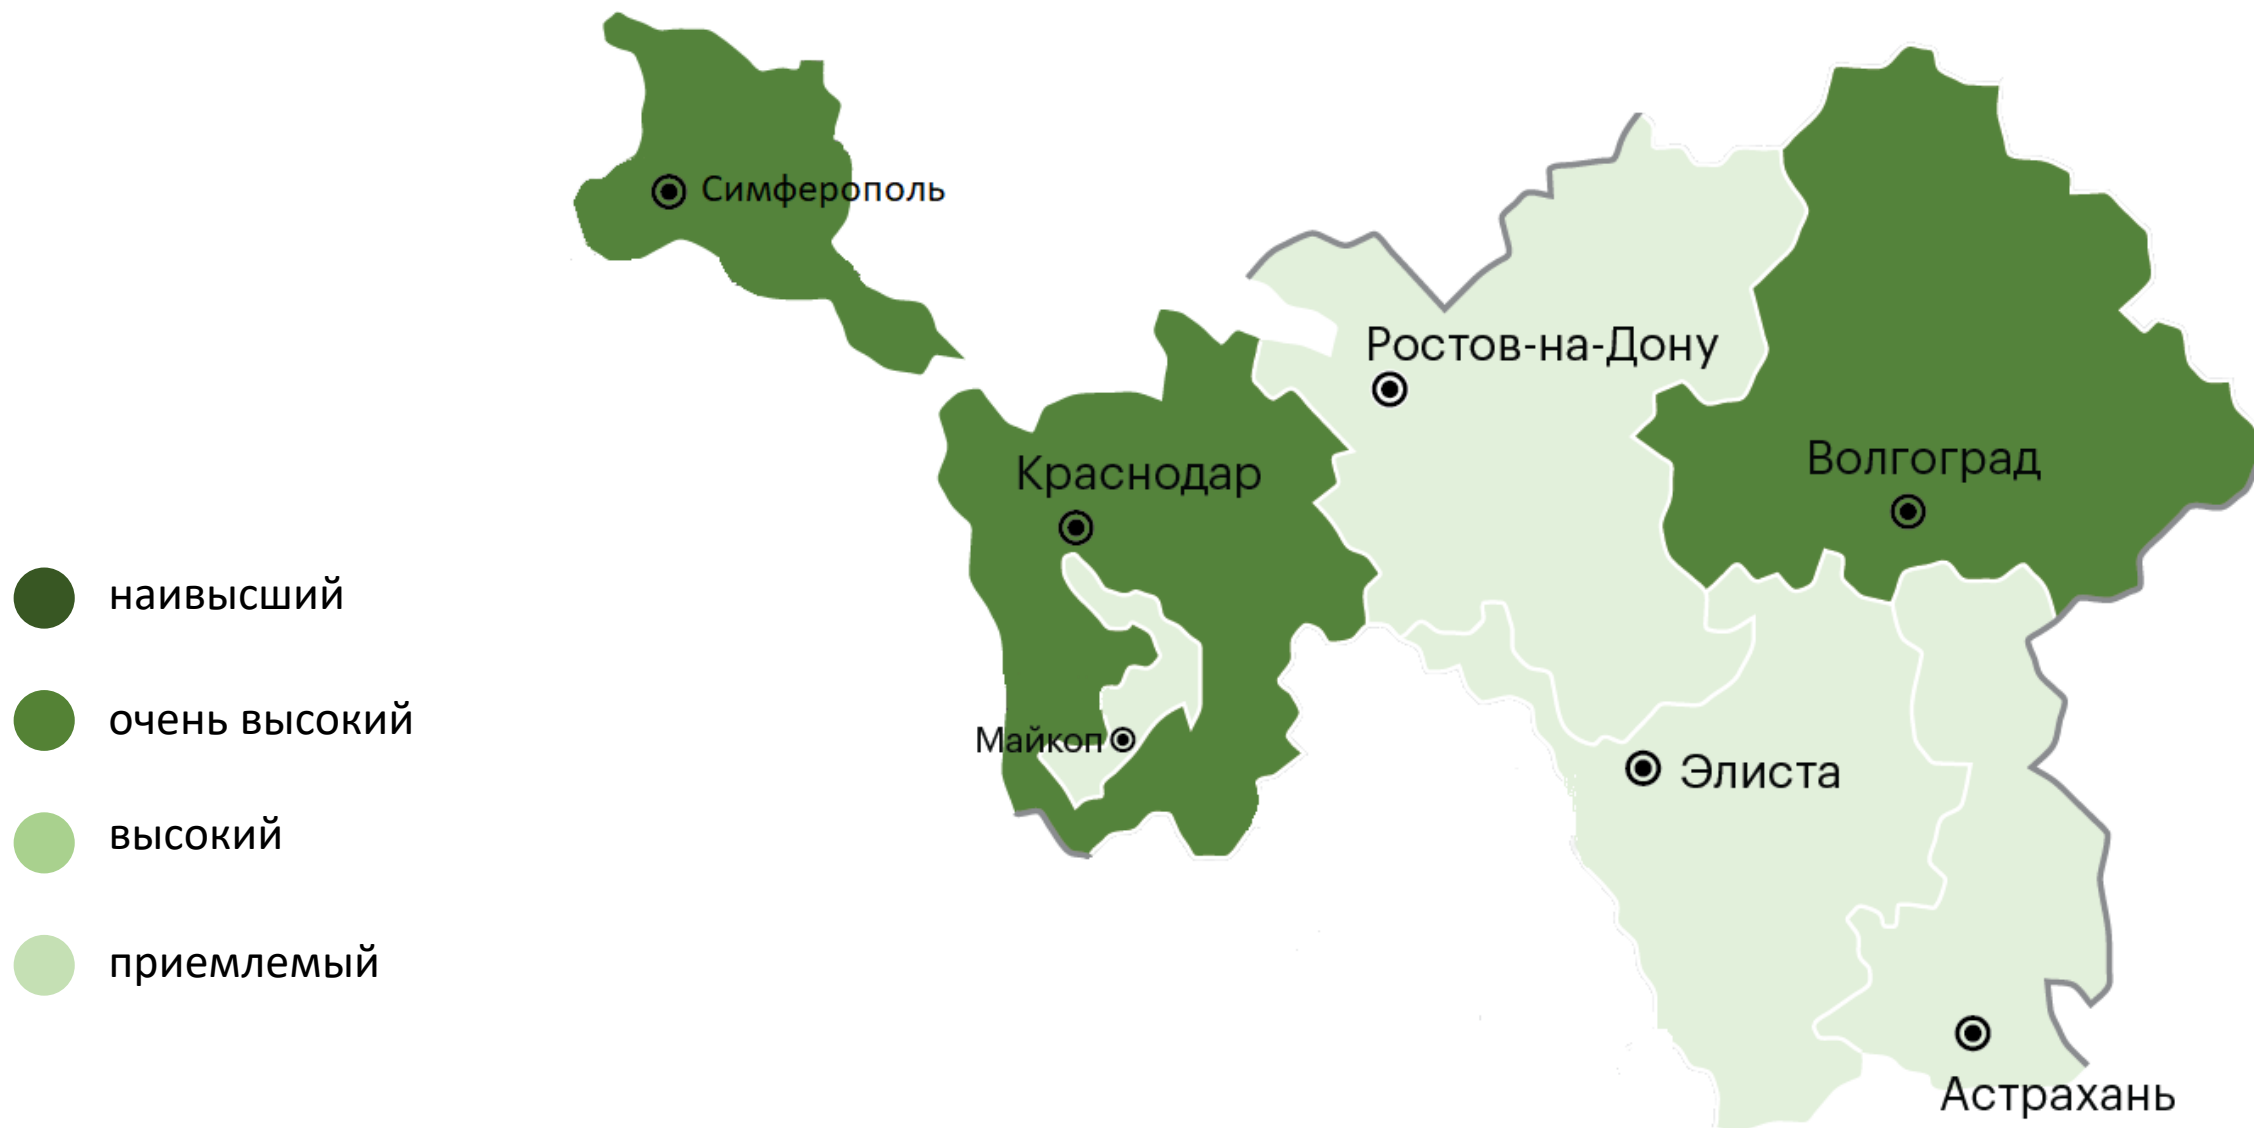 Симферополь
Ростов-на-Дону
Краснодар
Волгоград
наивысший
очень высокий
Майкоп
Элиста
высокий
приемлемый
Астрахань